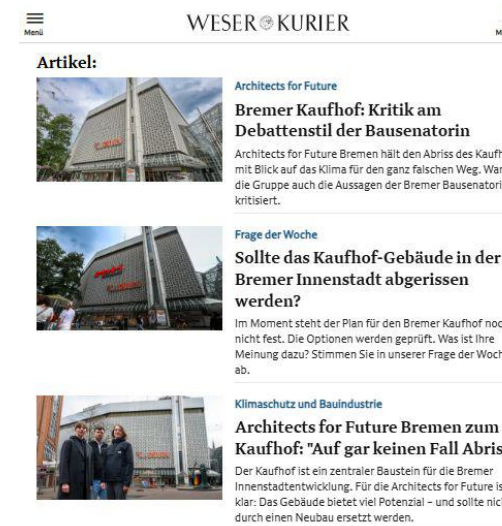 Menü
WESER KURIER
M
Artikel:
Architects for Future
Bremer Kaufhof: Kritik am
Debattenstil der Bausenatorin
Architects for Future Bremen hält den Abriss des Kaufh
mit Blick auf das Klima für den ganz falschen Weg. War
die Gruppe auch die Aussagen der Bremer Bausenatori
kritisiert.
Frage der Woche
Sollte das Kaufhof-Gebäude in der
Bremer Innenstadt abgerissen
werden?
Im Moment steht der Plan für den Bremer Kaufhof noc
nicht fest. Die Optionen werden geprüft. Was ist Ihre
Meinung dazu? Stimmen Sie in unserer Frage der Woch
ab.
Klimaschutz und Bauindustrie
Architects for Future Bremen zum
Kaufhof: "Auf gar keinen Fall Abris
Der Kaufhof ist ein zentraler Baustein für die Bremer
Innenstadtentwicklung. Für die Architects for Future is
klar: Das Gebäude bietet viel Potenzial – und sollte nic
durch einen Neubau ersetzt werden.